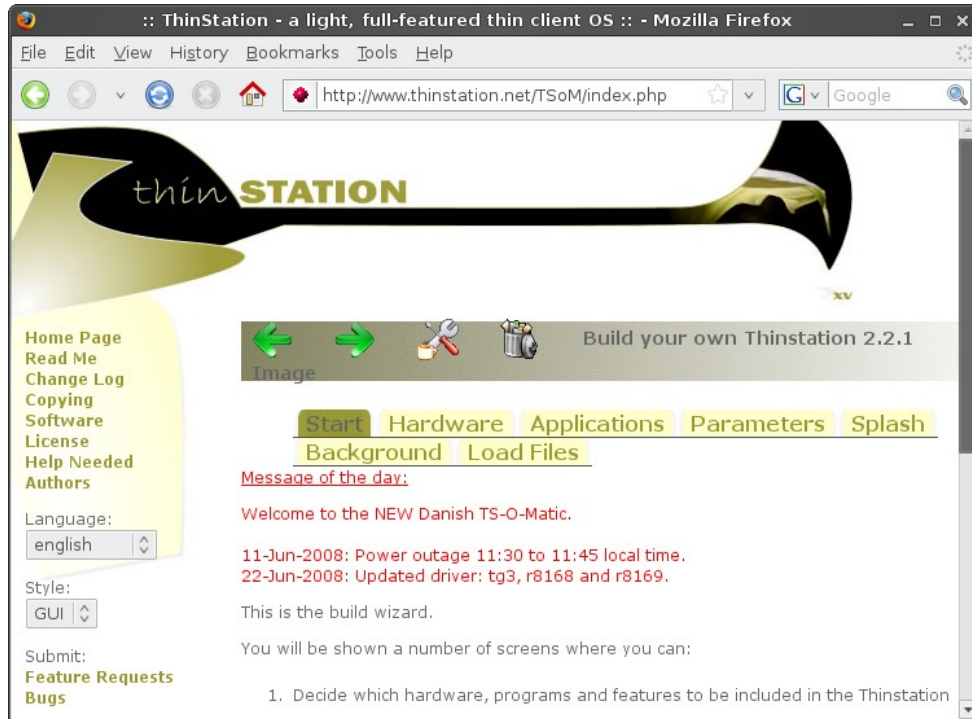 :: ThinStation - a light, full-featured thin client OS :: - Mozilla Firefox
File Edit View History Bookmarks Tools Help
http://www.thinstation.net/TSoM/index.php
G Google
thin STATION
xv
Home Page
Read Me
Change Log
Copying
Software
License
Help Needed
Authors
Language:
english
Style:
GUI
Submit:
Feature Requests
Bugs
Build your own Thinstation 2.2.1
Image
Start Hardware Applications Parameters Splash
Background Load Files
Message of the day:
Welcome to the NEW Danish TS-O-Matic.
11-Jun-2008: Power outage 11:30 to 11:45 local time.
22-Jun-2008: Updated driver: tg3, r8168 and r8169.
This is the build wizard.
You will be shown a number of screens where you can:
1. Decide which hardware, programs and features to be included in the Thinstation